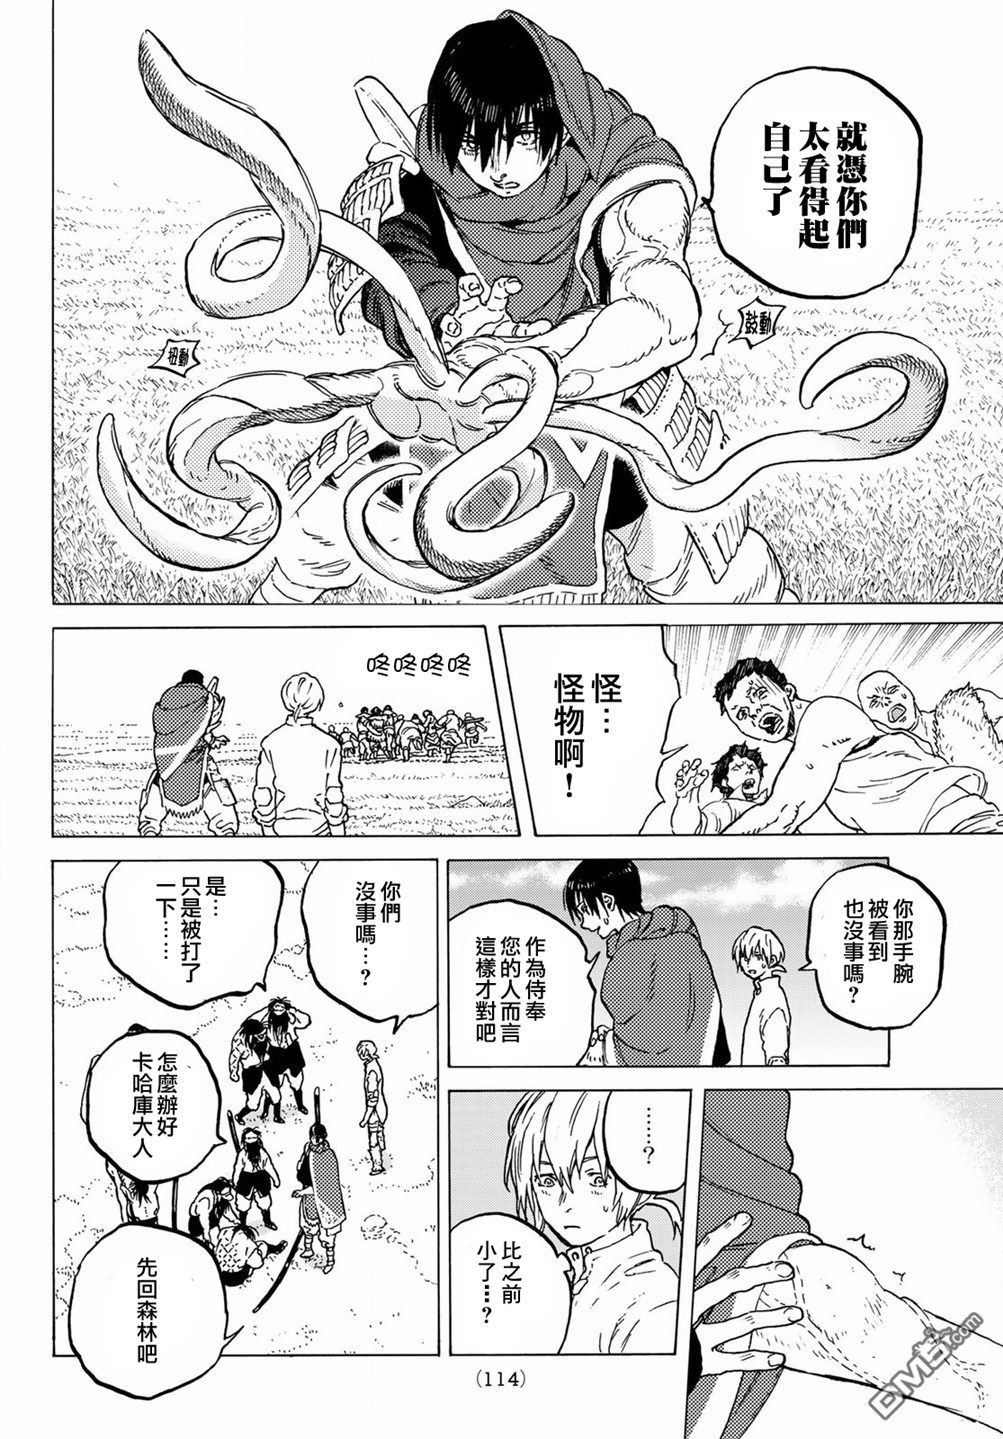 就憑你們
太看得起
自己了
鼓動
扭動
怪…
怪物啊！
咚咚咚咚
你那手腕
被看到
也沒事嗎？
作為侍奉
您的人而言
這樣才對吧
…？
比之前
小了…？
你們
沒事嗎…？
是…
只是被打了
一下……
怎麼辦好
卡哈庫大人
先回森林吧
（114）
DM5.com